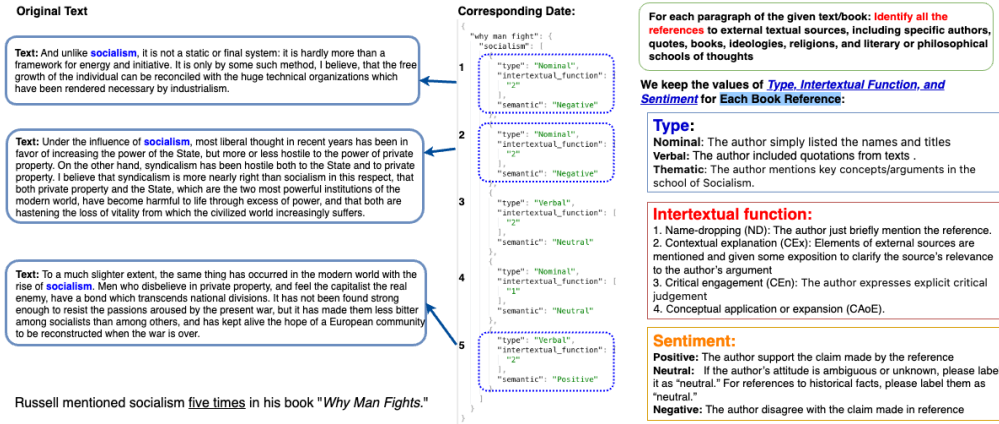 Original Text
Text: And unlike socialism, it is not a static or final system: it is hardly more than a
framework for energy and initiative. It is only by some such method, I believe, that the free
growth of the individual can be reconciled with the huge technical organizations which
have been rendered necessary by industrialism.
Text: Under the influence of socialism, most liberal thought in recent years has been in
favor of increasing the power of the State, but more or less hostile to the power of private
property. On the other hand, syndicalism has been hostile both to the State and to private
property. I believe that syndicalism is more nearly right than socialism in this respect, that
both private property and the State, which are the two most powerful institutions of the
modern world, have become harmful to life through excess of power, and that both are
hastening the loss of vitality from which the civilized world increasingly suffers.
Text: To a much slighter extent, the same thing has occurred in the modern world with the
rise of socialism. Men who disbelieve in private property, and feel the capitalist the real
enemy, have a bond which transcends national divisions. It has not been found strong
enough to resist the passions aroused by the present war, but it has made them less bitter
among socialists than among others, and has kept alive the hope of a European community
to be reconstructed when the war is over.
Russell mentioned socialism five times in his book "Why Man Fights."
Corresponding Date:
{
"why man fight": {
"socialism": [
{
1
"type": "Nominal",
"intertextual_function": [
"2"
],
"semantic": "Negative"
},
{
2
"type": "Nominal",
"intertextual_function": [
"2"
],
"semantic": "Negative"
},
{
3
"type": "Verbal",
"intertextual_function": [
"2"
],
"semantic": "Neutral"
},
{
4
"type": "Nominal",
"intertextual_function": [
"1"
],
"semantic": "Neutral"
},
{
5
"type": "Verbal",
"intertextual_function": [
"2"
],
"semantic": "Positive"
}
]
}
}
For each paragraph of the given text/book: Identify all the
references to external textual sources, including specific authors,
quotes, books, ideologies, religions, and literary or philosophical
schools of thoughts
We keep the values of Type, Intertextual Function, and
Sentiment for Each Book Reference:
Type:
Nominal: The author simply listed the names and titles
Verbal: The author included quotations from texts .
Thematic: The author mentions key concepts/arguments in the
school of Socialism.
Intertextual function:
1. Name-dropping (ND): The author just briefly mention the reference.
2. Contextual explanation (CEx): Elements of external sources are
mentioned and given some exposition to clarify the source's relevance
to the author's argument
3. Critical engagement (CEn): The author expresses explicit critical
judgement
4. Conceptual application or expansion (CAoE).
Sentiment:
Positive: The author support the claim made by the reference
Neutral: If the author's attitude is ambiguous or unknown, please labe
it as "neutral." For references to historical facts, please label them as
"neutral."
Negative: The author disagree with the claim made in reference